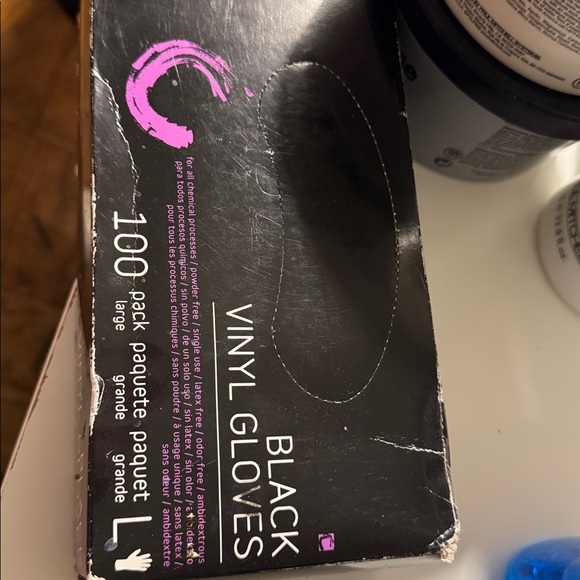 BLACK
VINYL GLOVES
for all chemical processes / powder free / single use / latex free / odor free / ambidextrous
para todos procesos químicos / sin polvo / de un solo uso / sin latex / sin olor /
pour tous les processus chimiques / sans poudre / à usage unique / sans latex /
sans odeur / ambidextre
100 pack paquete paquet L
large grande grande